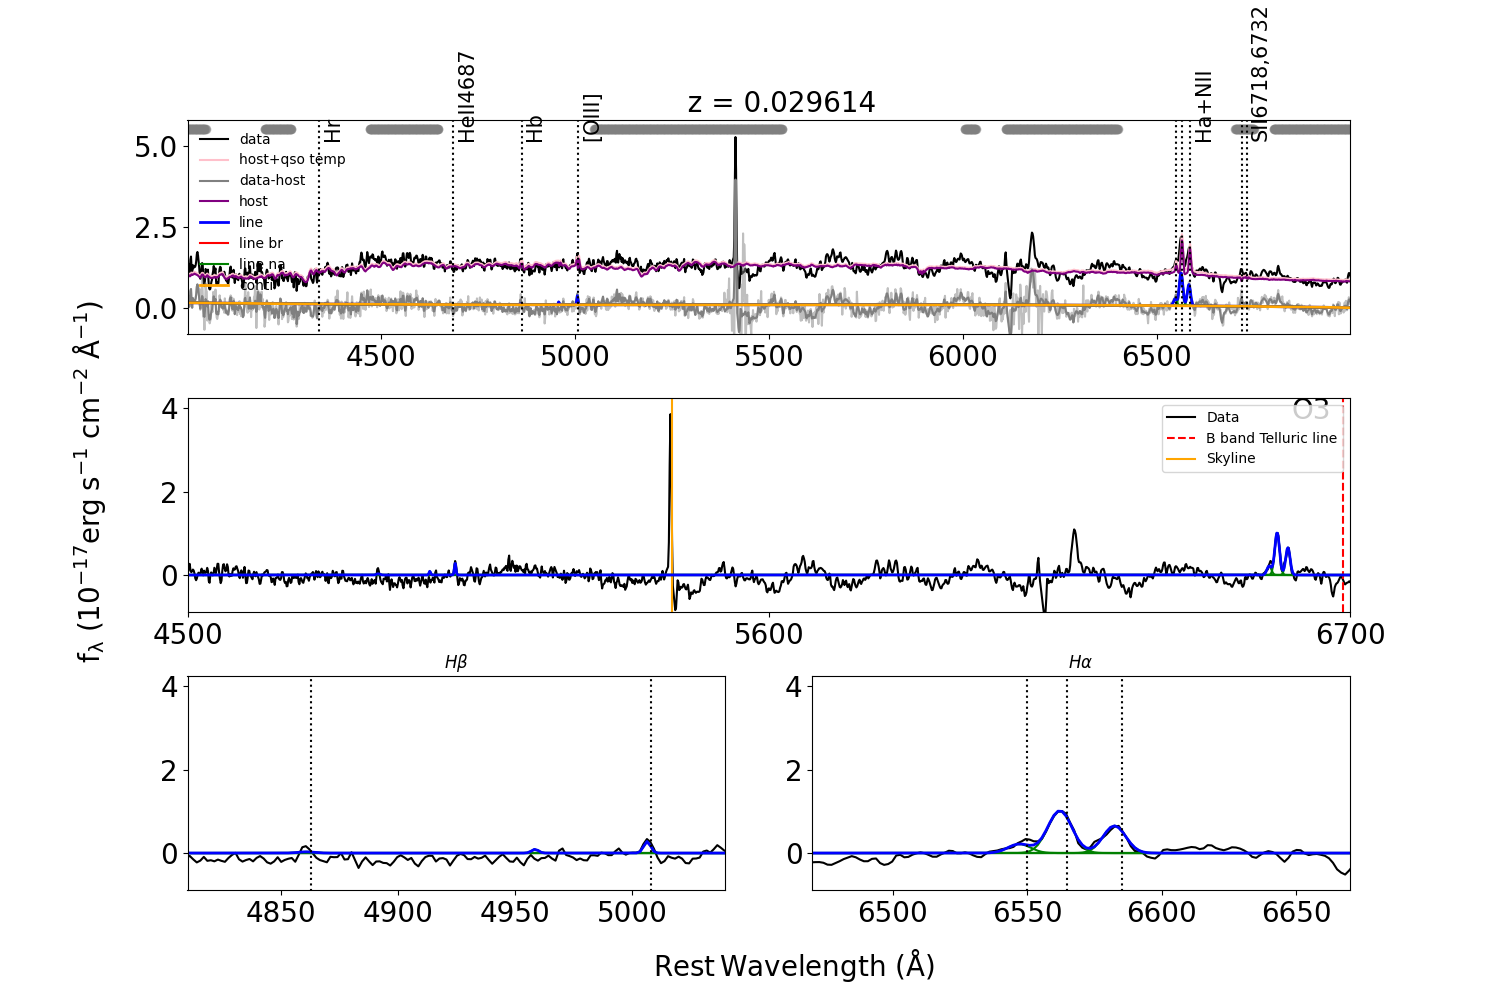 z = 0.029614
Hr
HeII4687
Hb
[OIII]
Ha+NII
SII6718,6732
data
host+qso temp
data-host
host
line
line br
line na
conti
5.0
2.5
0.0
4500
5000
5500
6000
6500
fλ (10−17erg s−1 cm−2 Å−1)
O3
Data
B band Telluric line
Skyline
4
2
0
4500
5600
6700
Hβ
4
2
0
4850
4900
4950
5000
Hα
4
2
0
6500
6550
6600
6650
Rest Wavelength (Å)